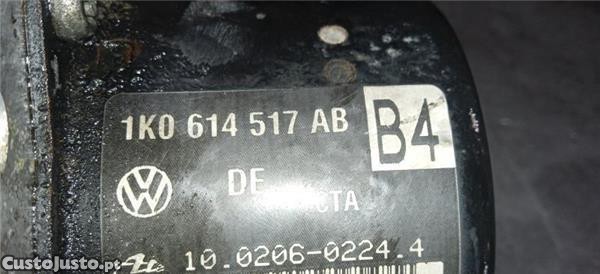 1K0 614 517 AB B4
DE
CTA
10.0206-0224.4
CustoJusto.pt